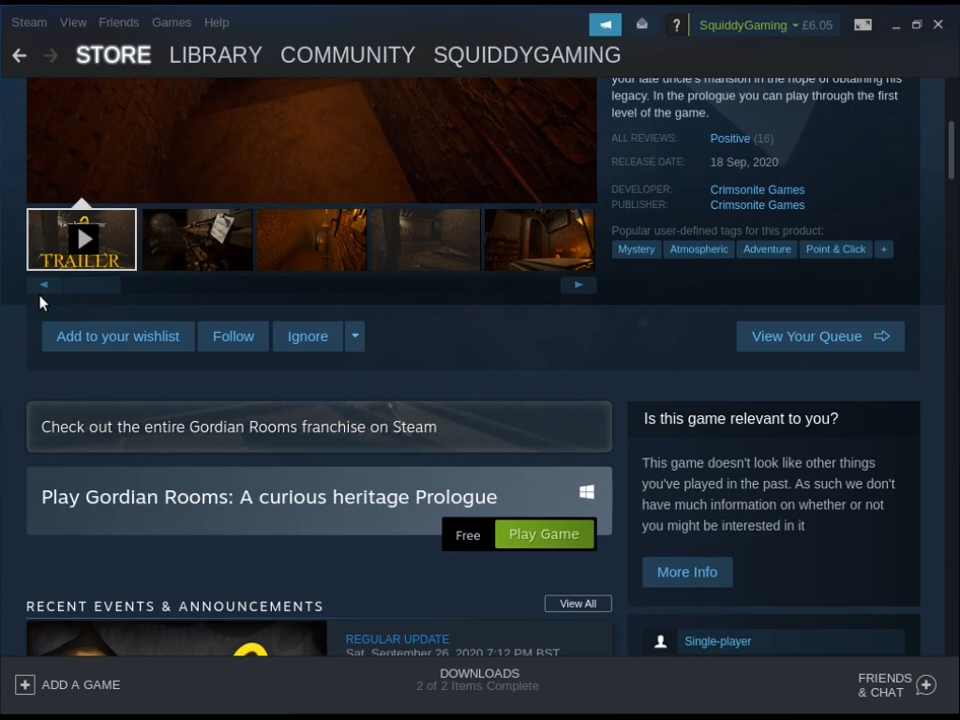 Steam View Friends Games Help
? SquiddyGaming £6.05
STORE LIBRARY COMMUNITY SQUIDDYGAMING
your late uncle's mansion in the hope of obtaining his
legacy. In the prologue you can play through the first
level of the game.
ALL REVIEWS: Positive (16)
RELEASE DATE: 18 Sep, 2020
DEVELOPER: Crimsonite Games
PUBLISHER: Crimsonite Games
Popular user-defined tags for this product:
Mystery Atmospheric Adventure Point & Click +
TRAILER
Add to your wishlist Follow Ignore View Your Queue
Check out the entire Gordian Rooms franchise on Steam
Play Gordian Rooms: A curious heritage Prologue
Free Play Game
Is this game relevant to you?
This game doesn't look like other things
you've played in the past. As such we don't
have much information on whether or not
you might be interested in it
More Info
RECENT EVENTS & ANNOUNCEMENTS View All
REGULAR UPDATE
Sat, September 26, 2020 7:12 PM BST
Single-player
+ ADD A GAME
DOWNLOADS
2 of 2 Items Complete
FRIENDS
& CHAT